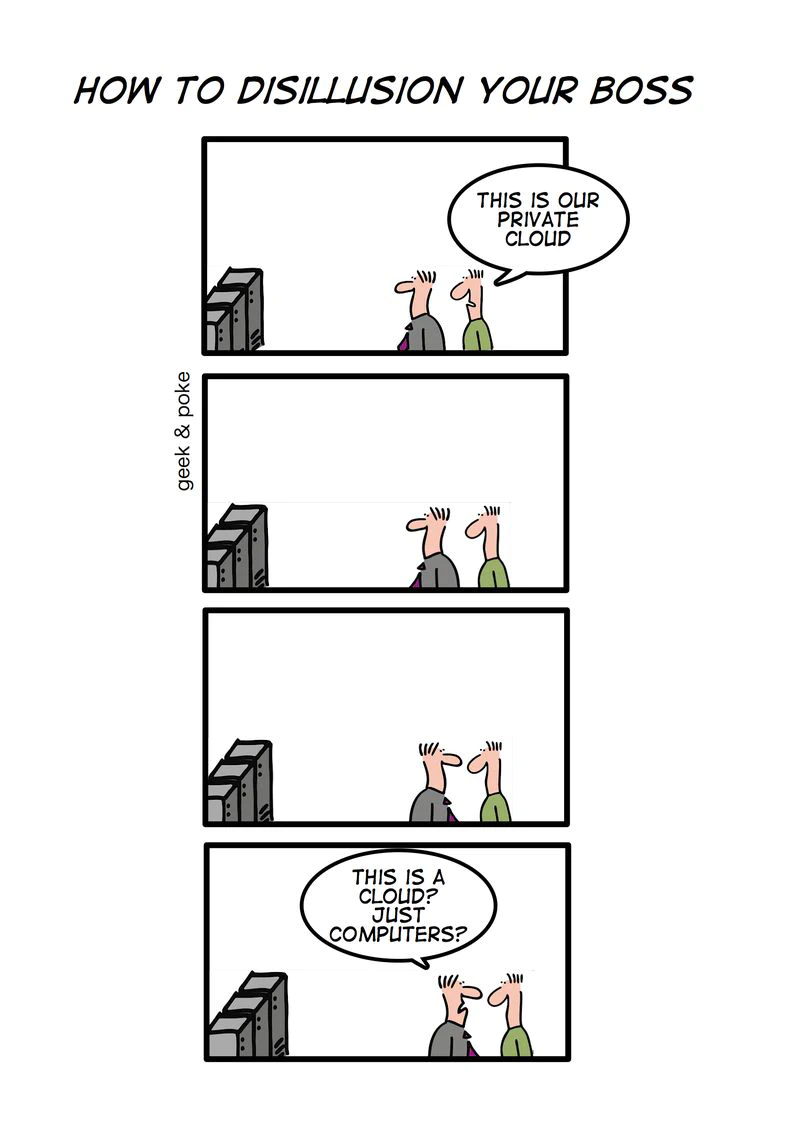 HOW TO DISILLUSION YOUR BOSS
THIS IS OUR
PRIVATE
CLOUD
geek & poke
THIS IS A
CLOUD?
JUST
COMPUTERS?